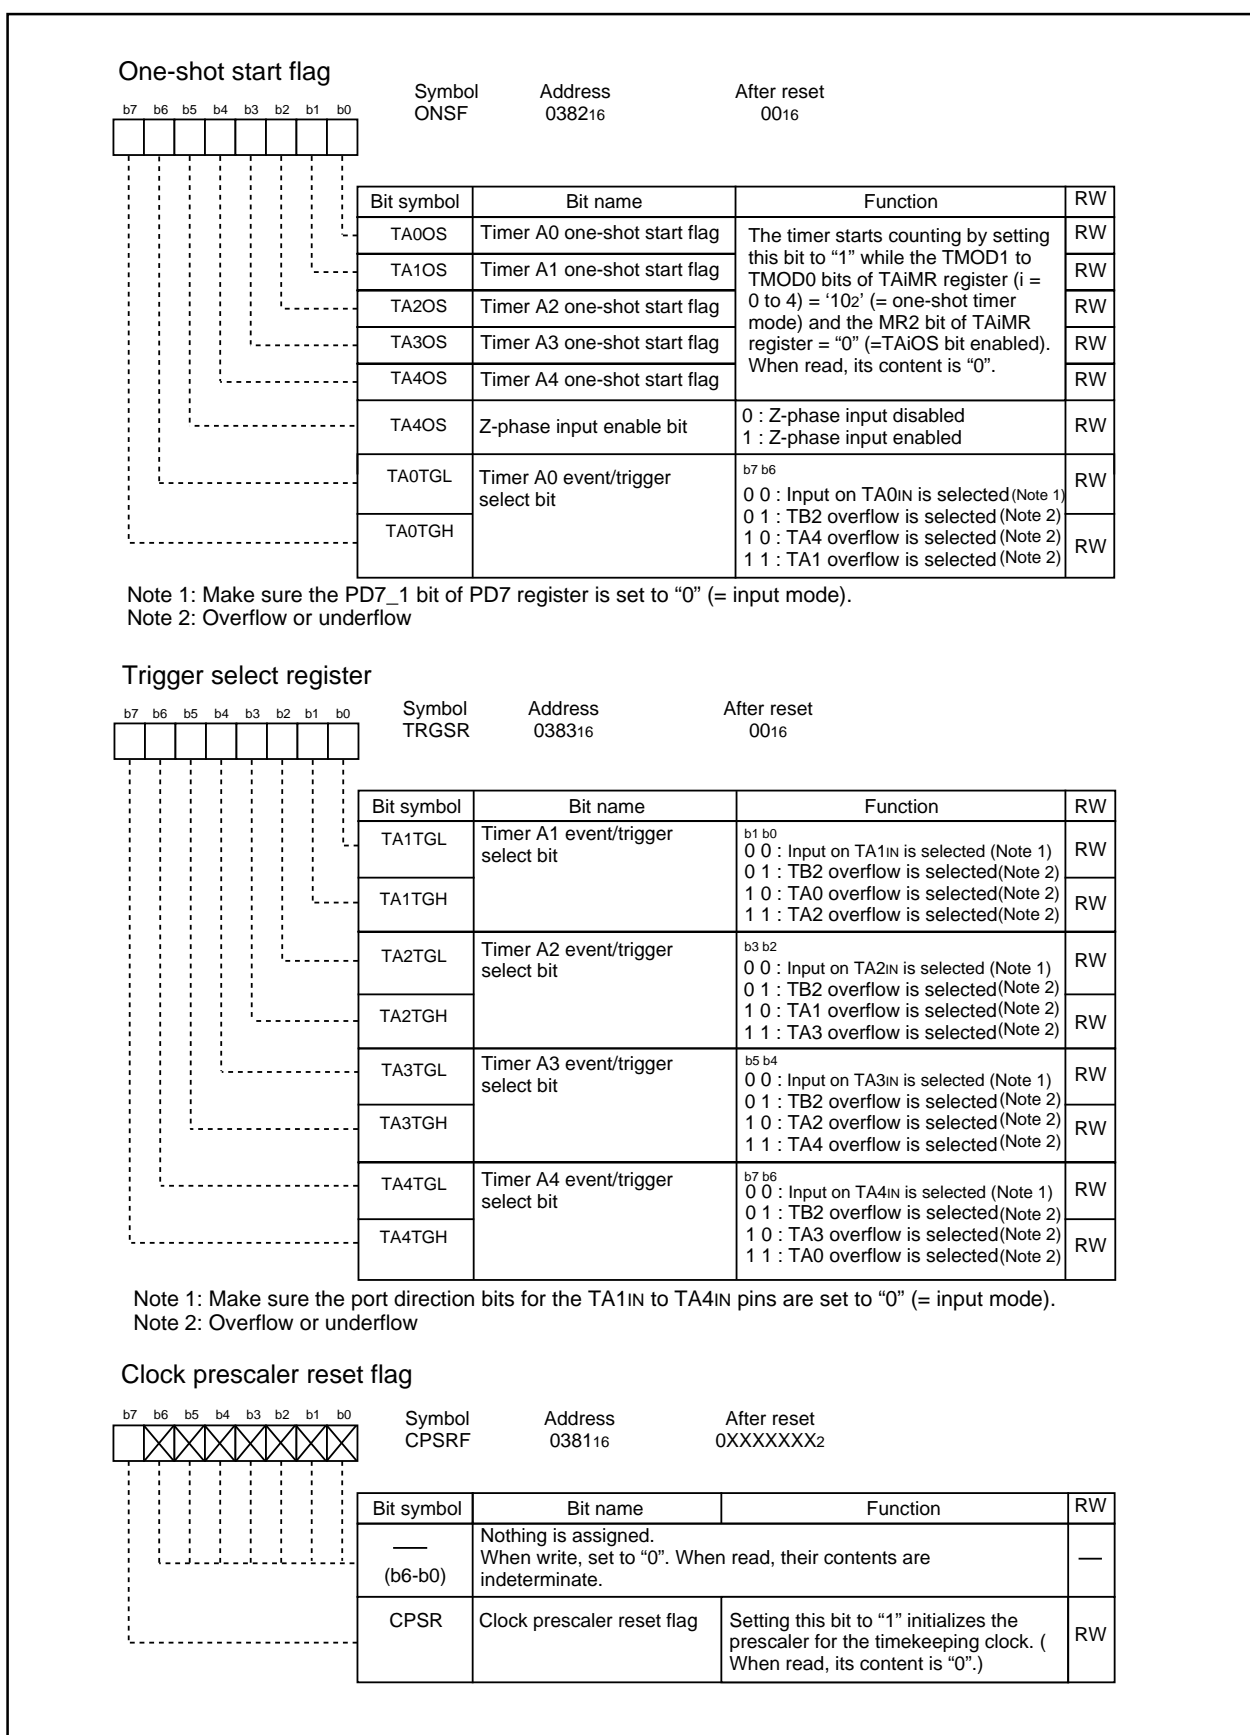 One-shot start flag
Symbol Address After reset
b7 b6 b5 b4 b3 b2 b1 b0 ONSF 038216 0016
Bit symbol Bit name Function RW
TA0OS Timer A0 one-shot start flag The timer starts counting by setting RW
this bit to “1” while the TMOD1 to
TA1OS Timer A1 one-shot start flag TMOD0 bits of TAiMR register (i = RW
TA2OS Timer A2 one-shot start flag 0 to 4) = ‘102’ (= one-shot timer RW
mode) and the MR2 bit of TAiMR
TA3OS Timer A3 one-shot start flag register = “0” (=TAiOS bit enabled). RW
When read, its content is “0”.
TA4OS Timer A4 one-shot start flag RW
TA4OS Z-phase input enable bit 0 : Z-phase input disabled RW
1 : Z-phase input enabled
TA0TGL Timer A0 event/trigger b7 b6 RW
select bit 0 0 : Input on TA0IN is selected (Note 1)
0 1 : TB2 overflow is selected (Note 2)
TA0TGH 1 0 : TA4 overflow is selected (Note 2) RW
1 1 : TA1 overflow is selected (Note 2)
Note 1: Make sure the PD7_1 bit of PD7 register is set to “0” (= input mode).
Note 2: Overflow or underflow
Trigger select register
Symbol Address After reset
b7 b6 b5 b4 b3 b2 b1 b0 TRGSR 038316 0016
Bit symbol Bit name Function RW
TA1TGL Timer A1 event/trigger b1 b0 RW
select bit 0 0 : Input on TA1IN is selected (Note 1)
0 1 : TB2 overflow is selected(Note 2)
TA1TGH 1 0 : TA0 overflow is selected(Note 2) RW
1 1 : TA2 overflow is selected(Note 2)
TA2TGL Timer A2 event/trigger b3 b2 RW
select bit 0 0 : Input on TA2IN is selected (Note 1)
0 1 : TB2 overflow is selected(Note 2)
TA2TGH 1 0 : TA1 overflow is selected(Note 2) RW
1 1 : TA3 overflow is selected(Note 2)
TA3TGL Timer A3 event/trigger b5 b4 RW
select bit 0 0 : Input on TA3IN is selected (Note 1)
0 1 : TB2 overflow is selected(Note 2)
TA3TGH 1 0 : TA2 overflow is selected(Note 2) RW
1 1 : TA4 overflow is selected(Note 2)
TA4TGL Timer A4 event/trigger b7 b6 RW
select bit 0 0 : Input on TA4IN is selected (Note 1)
0 1 : TB2 overflow is selected(Note 2)
TA4TGH 1 0 : TA3 overflow is selected(Note 2) RW
1 1 : TA0 overflow is selected(Note 2)
Note 1: Make sure the port direction bits for the TA1IN to TA4IN pins are set to “0” (= input mode).
Note 2: Overflow or underflow
Clock prescaler reset flag
b7 b6 b5 b4 b3 b2 b1 b0 Symbol Address After reset
CPSRF 038116 0XXXXXXX2
Bit symbol Bit name Function RW
Nothing is assigned.
— When write, set to “0”. When read, their contents are —
(b6-b0) indeterminate.
CPSR Clock prescaler reset flag Setting this bit to “1” initializes the RW
prescaler for the timekeeping clock. (
When read, its content is “0”.)